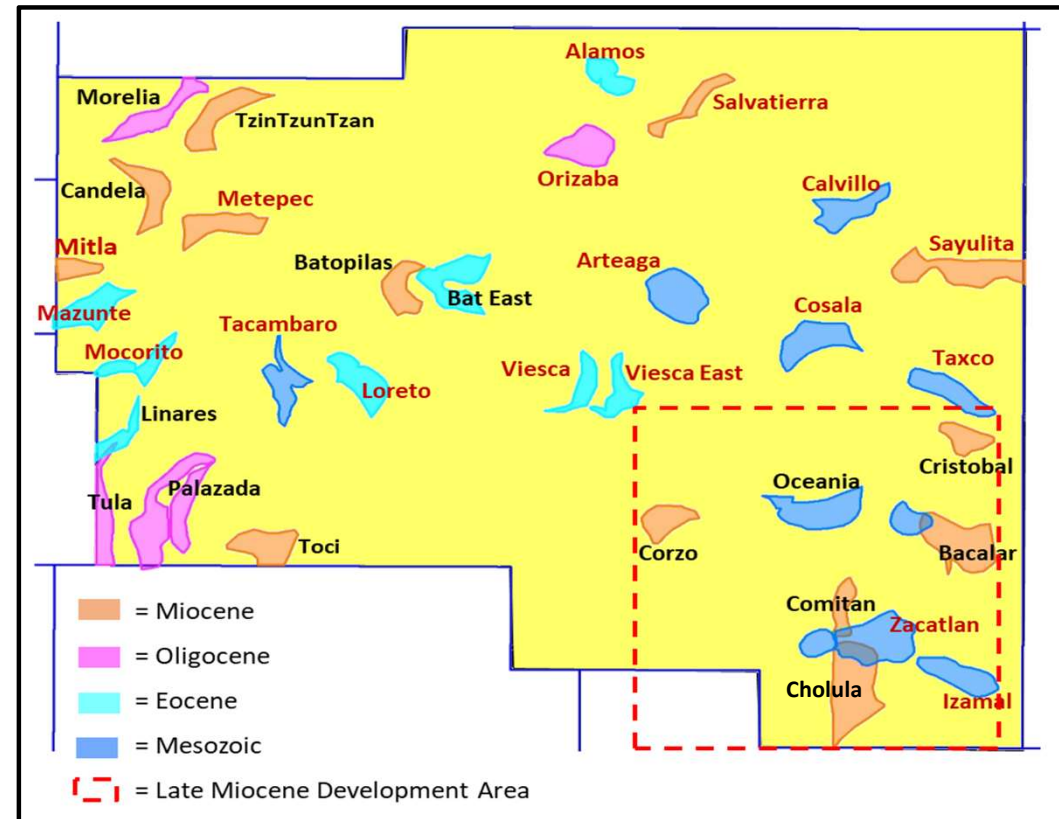 Alamos
Morelia
Salvatierra
TzinTzunTzan
Orizaba
Candela
Metepec
Calvillo
Mitla
Sayulita
Batopilas
Arteaga
Bat East
Mazunte
Cosala
Tacambaro
Mocorito
Taxco
Viesca
Viesca East
Loreto
Linares
Cristobal
Oceania
Palazada
Tula
Toci
Corzo
Bacalar
Comitan
Zacatlan
Cholula
Izamal
= Miocene
= Oligocene
= Eocene
= Mesozoic
= Late Miocene Development Area